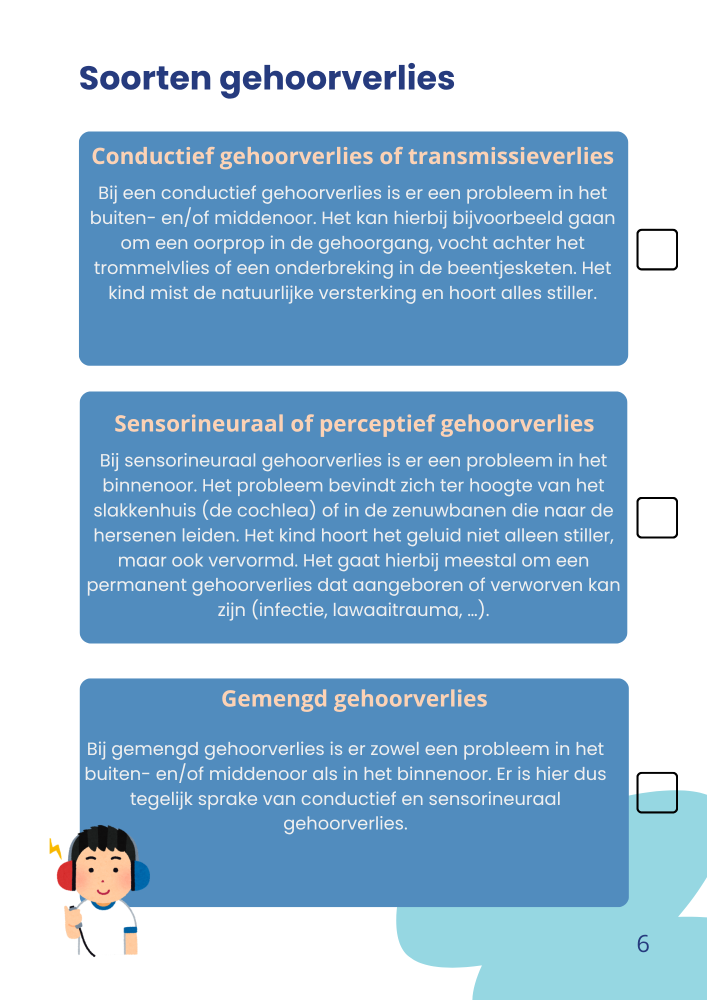 Soorten gehoorverlies
Conductief gehoorverlies of transmissieverlies
Bij een conductief gehoorverlies is er een probleem in het
buiten- en/of middenoor. Het kan hierbij bijvoorbeeld gaan
om een oorprop in de gehoorgang, vocht achter het
trommelvlies of een onderbreking in de beentjesketen. Het
kind mist de natuurlijke versterking en hoort alles stiller.
Sensorineuraal of perceptief gehoorverlies
Bij sensorineuraal gehoorverlies is er een probleem in het
binnenoor. Het probleem bevindt zich ter hoogte van het
slakkenhuis (de cochlea) of in de zenuwbanen die naar de
hersenen leiden. Het kind hoort het geluid niet alleen stiller,
maar ook vervormd. Het gaat hierbij meestal om een
permanent gehoorverlies dat aangeboren of verworven kan
zijn (infectie, lawaaitrauma, ...).
Gemengd gehoorverlies
Bij gemengd gehoorverlies is er zowel een probleem in het
buiten- en/of middenoor als in het binnenoor. Er is hier dus
tegelijk sprake van conductief en sensorineuraal
gehoorverlies.
6